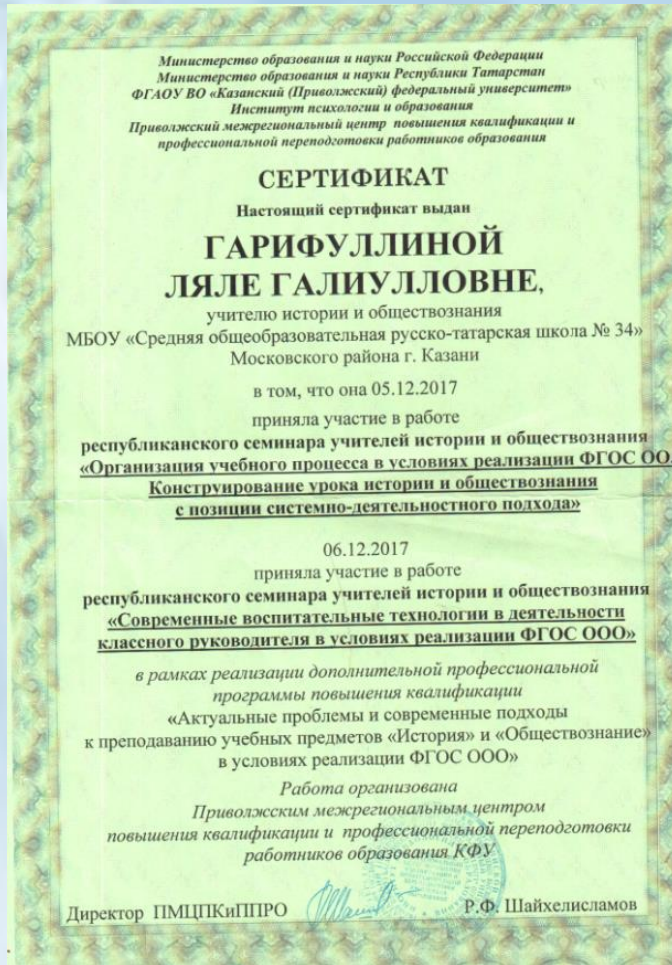 Министерство образования и науки Российской Федерации
Министерство образования и науки Республики Татарстан
ФГАОУ ВО «Казанский (Приволжский) федеральный университет»
Институт психологии и образования
Приволжский межрегиональный центр повышения квалификации и
профессиональной переподготовки работников образования
СЕРТИФИКАТ
Настоящий сертификат выдан
ГАРИФУЛЛИНОЙ
ЛЯЛЕ ГАЛИУЛЛОВНЕ,
учителю истории и обществознания
МБОУ «Средняя общеобразовательная русско-татарская школа № 34»
Московского района г. Казани
в том, что она 05.12.2017
приняла участие в работе
республиканского семинара учителей истории и обществознания
«Организация учебного процесса в условиях реализации ФГОС ОО
Конструирование урока истории и обществознания
с позиции системно-деятельностного подхода»
06.12.2017
приняла участие в работе
республиканского семинара учителей истории и обществознания
«Современные воспитательные технологии в деятельности
классного руководителя в условиях реализации ФГОС ООО»
в рамках реализации дополнительной профессиональной
программы повышения квалификации
«Актуальные проблемы и современные подходы
к преподаванию учебных предметов «История» и «Обществознание»
в условиях реализации ФГОС ООО»
Работа организована
Приволжским межрегиональным центром
повышения квалификации и профессиональной переподготовки
работников образования КФУ
Директор ПМЦПКиППРО Р.Ф. Шайхелисламов